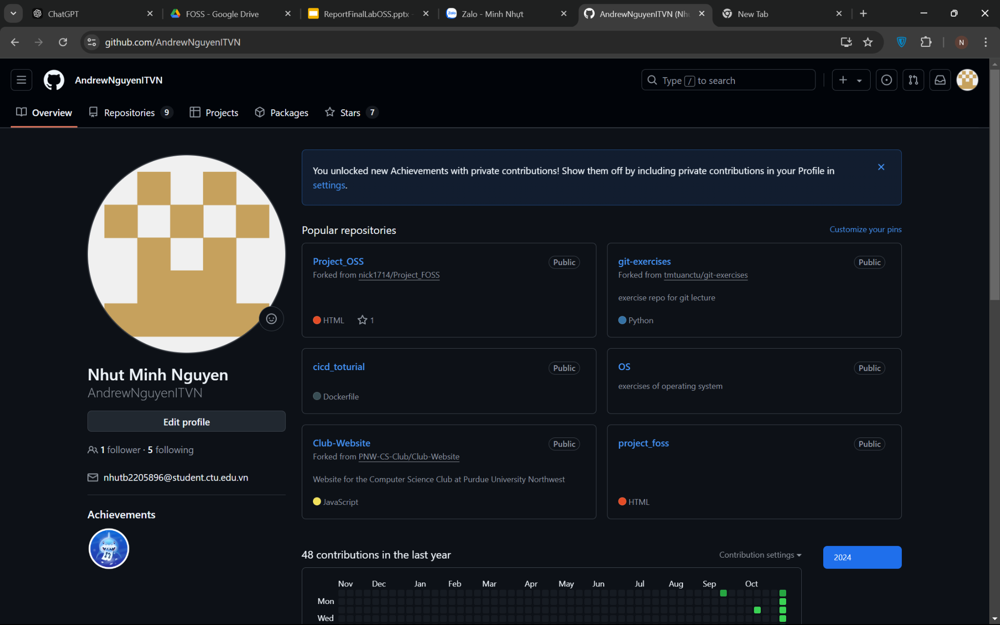 ChatGPT
FOSS - Google Drive
ReportFinalLabOSS.pptx -
Zalo - Minh Nhựt
AndrewNguyenITVN (Nhu
New Tab
github.com/AndrewNguyenITVN
N
AndrewNguyenITVN
Type / to search
Overview
Repositories 9
Projects
Packages
Stars 7
You unlocked new Achievements with private contributions! Show them off by including private contributions in your Profile in
settings.
Popular repositories
Customize your pins
Project_OSS
Public
Forked from nick1714/Project_FOSS
HTML
1
git-exercises
Public
Forked from tmtuanctu/git-exercises
exercise repo for git lecture
Python
cicd_toturial
Public
Dockerfile
OS
Public
exercises of operating system
Club-Website
Public
Forked from PNW-CS-Club/Club-Website
Website for the Computer Science Club at Purdue University Northwest
JavaScript
project_foss
Public
HTML
Nhut Minh Nguyen
AndrewNguyenITVN
Edit profile
1 follower · 5 following
nhutb2205896@student.ctu.edu.vn
Achievements
48 contributions in the last year
Contribution settings
2024
Nov Dec Jan Feb Mar Apr May Jun Jul Aug Sep Oct
Mon
Wed